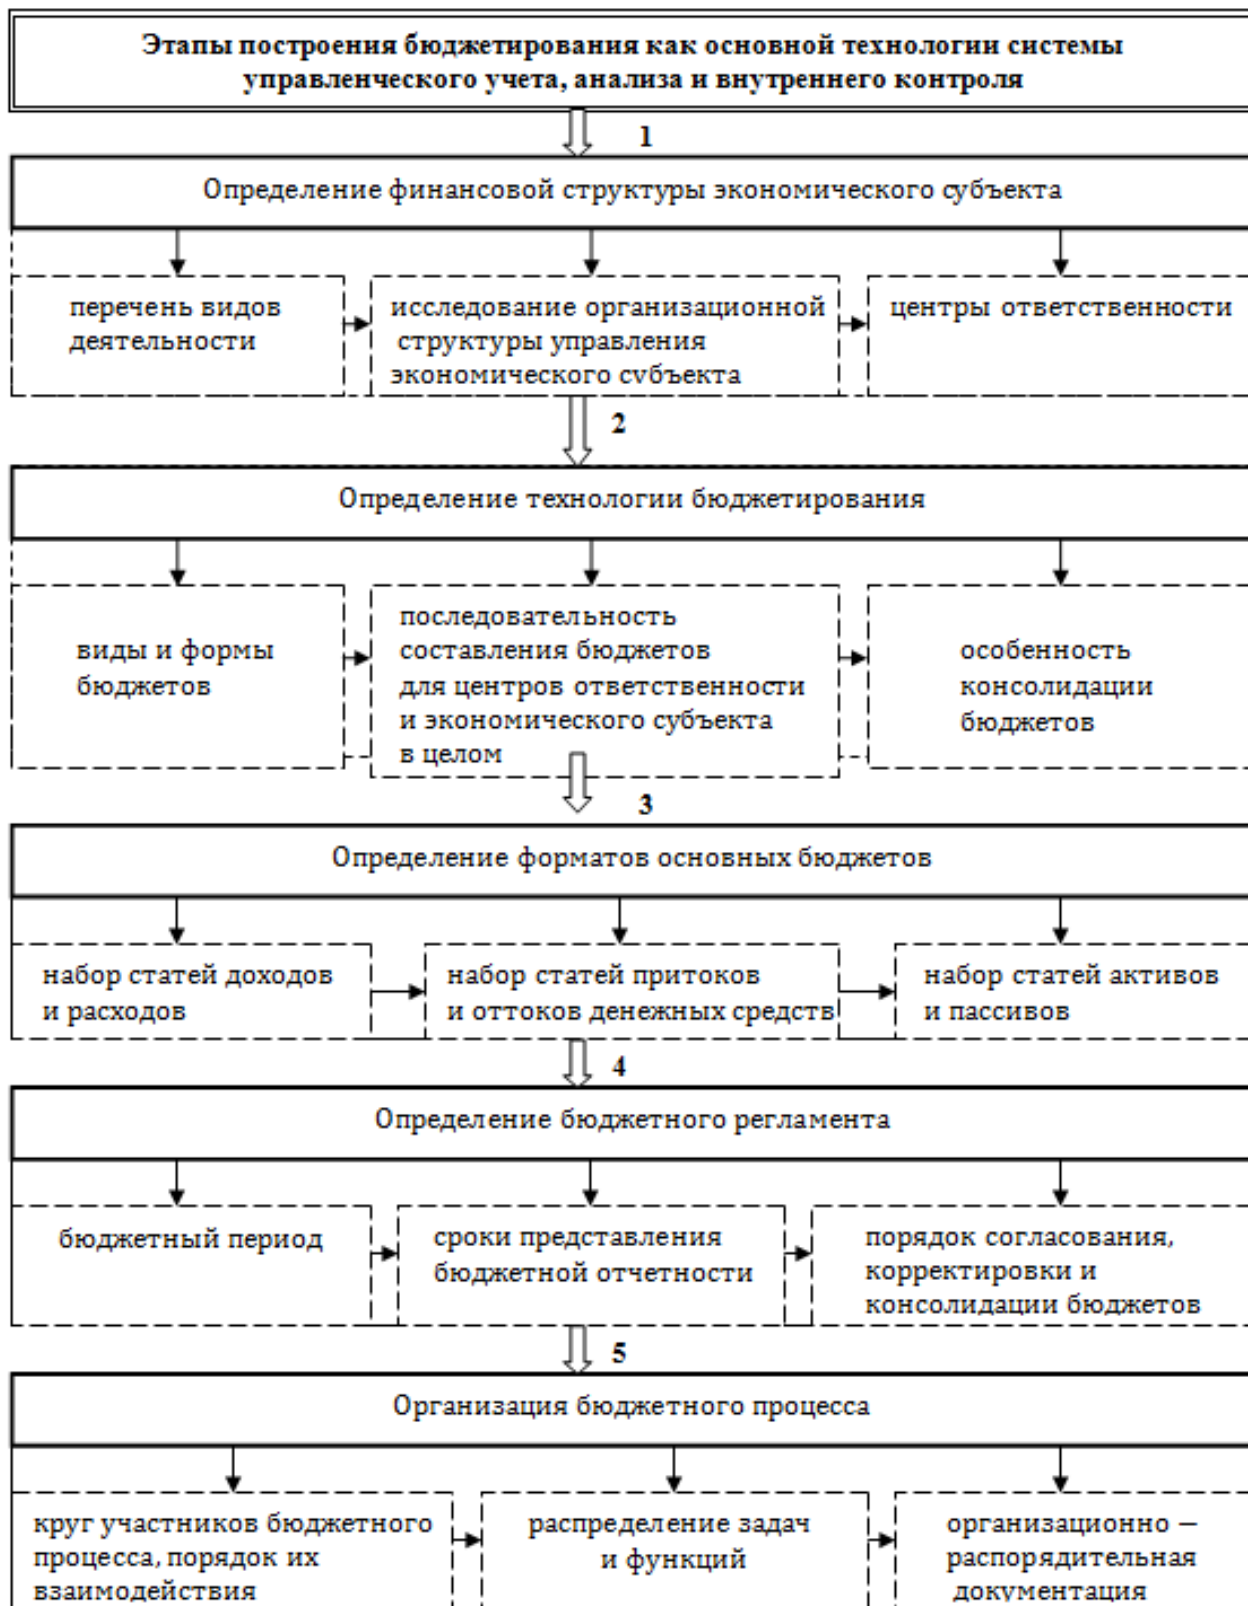 Этапы построения бюджетирования как основной технологии системы
управленческого учета, анализа и внутреннего контроля
1
Определение финансовой структуры экономического субъекта
перечень видов
деятельности
исследование организационной
структуры управления
экономического субъекта
центры ответственности
2
Определение технологии бюджетирования
виды и формы
бюджетов
последовательность
составления бюджетов
для центров ответственности
и экономического субъекта
в целом
особенность
консолидации
бюджетов
3
Определение форматов основных бюджетов
набор статей доходов
и расходов
набор статей притоков
и оттоков денежных средств
набор статей активов
и пассивов
4
Определение бюджетного регламента
бюджетный период
сроки представления
бюджетной отчетности
порядок согласования,
корректировки и
консолидации бюджетов
5
Организация бюджетного процесса
круг участников бюджетного
процесса, порядок их
взаимодействия
распределение задач
и функций
организационно –
распорядительная
документация